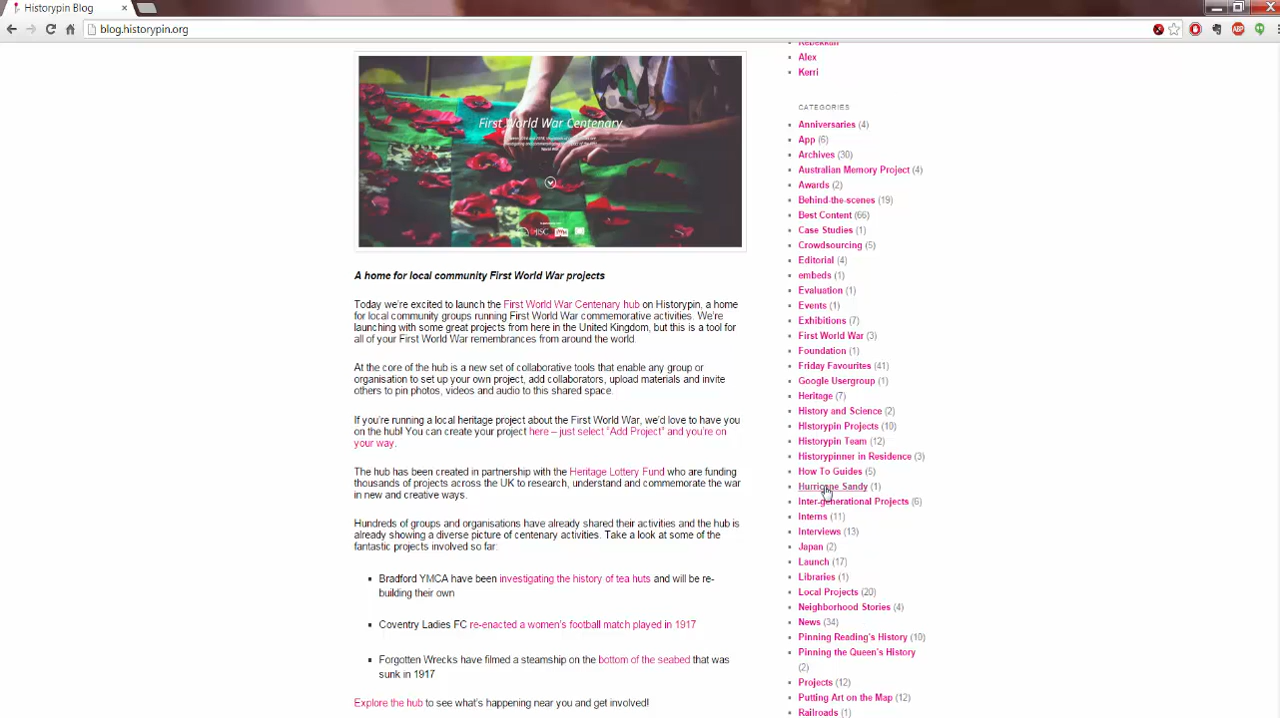 Historypin Blog
blog.historypin.org
Rebekkah
Alex
Kerri
First World War Centenary
A home for local community First World War projects
Today we're excited to launch the First World War Centenary hub on Historypin, a home
for local community groups running First World War commemorative activities. We're
launching with some great projects from here in the United Kingdom, but this is a tool for
all of your First World War remembrances from around the world.
At the core of the hub is a new set of collaborative tools that enable any group or
organisation to set up your own project, add collaborators, upload materials and invite
others to pin photos, videos and audio to this shared space.
If you're running a local heritage project about the First World War, we'd love to have you
on the hub! You can create your project here – just select "Add Project" and you're on
your way.
The hub has been created in partnership with the Heritage Lottery Fund who are funding
thousands of projects across the UK to research, understand and commemorate the war
in new and creative ways.
Hundreds of groups and organisations have already shared their activities and the hub is
already showing a diverse picture of centenary activities. Take a look at some of the
fantastic projects involved so far:
Bradford YMCA have been investigating the history of tea huts and will be re-
building their own
Coventry Ladies FC re-enacted a women's football match played in 1917
Forgotten Wrecks have filmed a steamship on the bottom of the seabed that was
sunk in 1917
Explore the hub to see what's happening near you and get involved!
CATEGORIES
Anniversaries (4)
App (6)
Archives (30)
Australian Memory Project (4)
Awards (2)
Behind-the-scenes (19)
Best Content (66)
Case Studies (1)
Crowdsourcing (5)
Editorial (4)
embeds (1)
Evaluation (1)
Events (1)
Exhibitions (7)
First World War (3)
Foundation (1)
Friday Favourites (41)
Google Usergroup (1)
Heritage (7)
History and Science (2)
HIstorypin Projects (10)
Historypin Team (12)
Historypinner in Residence (3)
How To Guides (5)
Hurricane Sandy (1)
Inter-generational Projects (6)
Interns (11)
Interviews (13)
Japan (2)
Launch (17)
Libraries (1)
Local Projects (20)
Neighborhood Stories (4)
News (34)
Pinning Reading's History (10)
Pinning the Queen's History
(2)
Projects (12)
Putting Art on the Map (12)
Railroads (1)